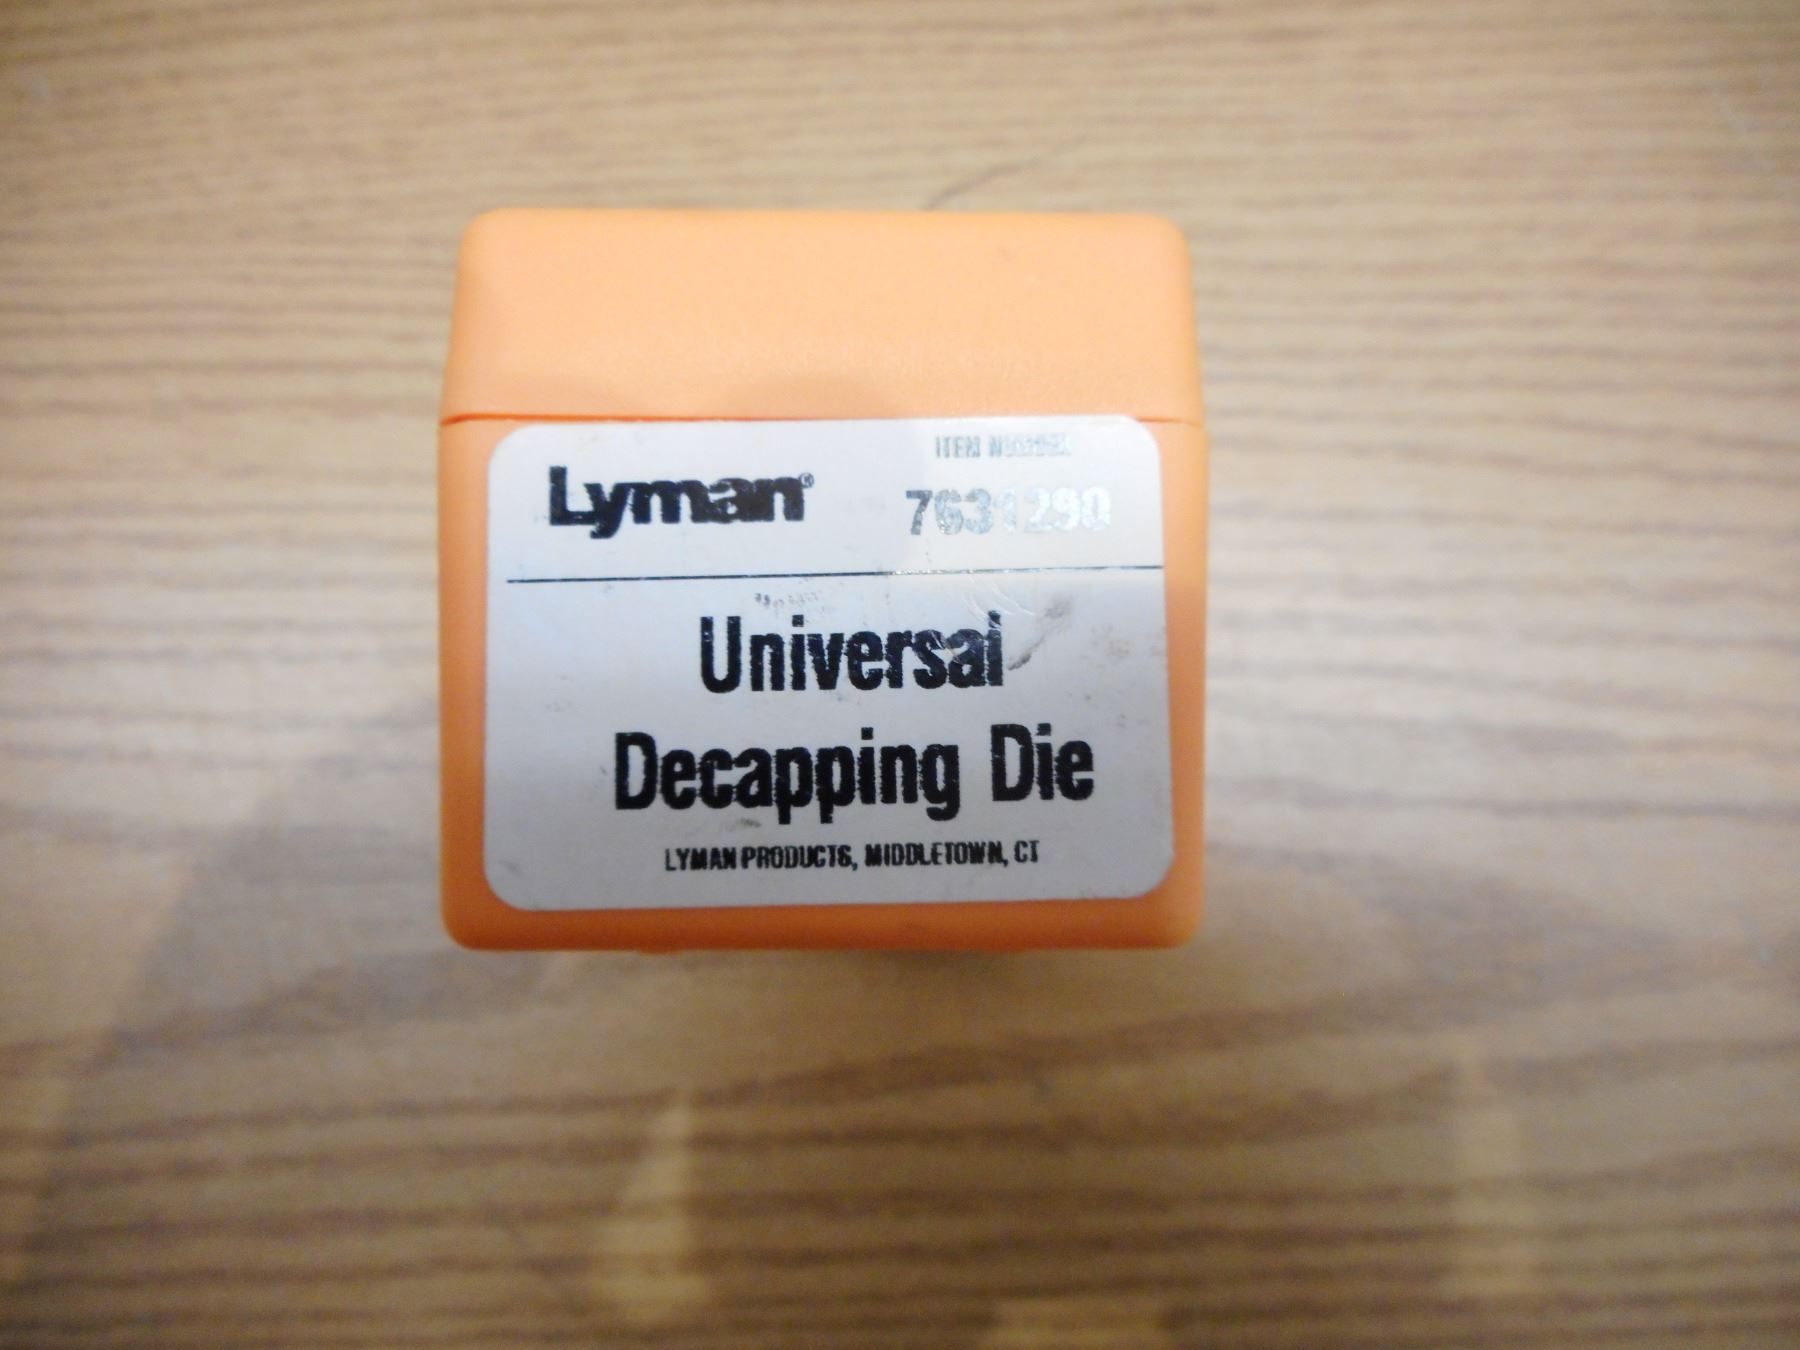 Lyman®
ITEM NUMBER
7631290
Universal
Decapping Die
LYMAN PRODUCTS, MIDDLETOWN, CT